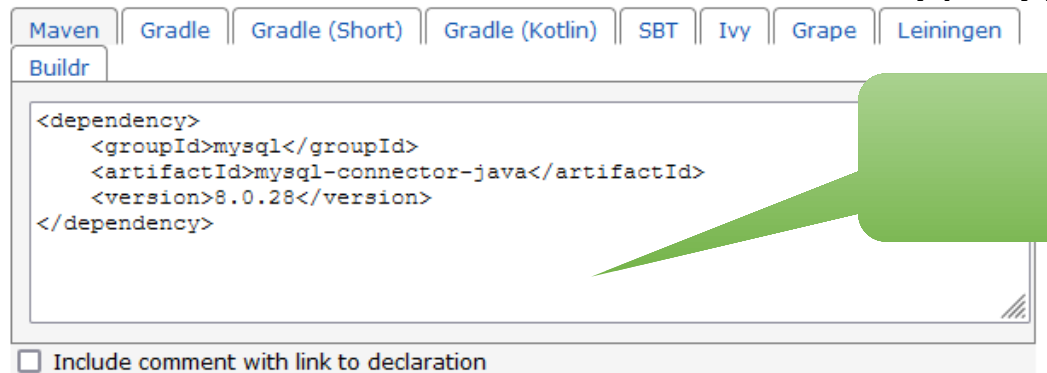 Maven Gradle Gradle (Short) Gradle (Kotlin) SBT Ivy Grape Leiningen
Buildr
<dependency>
    <groupId>mysql</groupId>
    <artifactId>mysql-connector-java</artifactId>
    <version>8.0.28</version>
</dependency>
Include comment with link to declaration